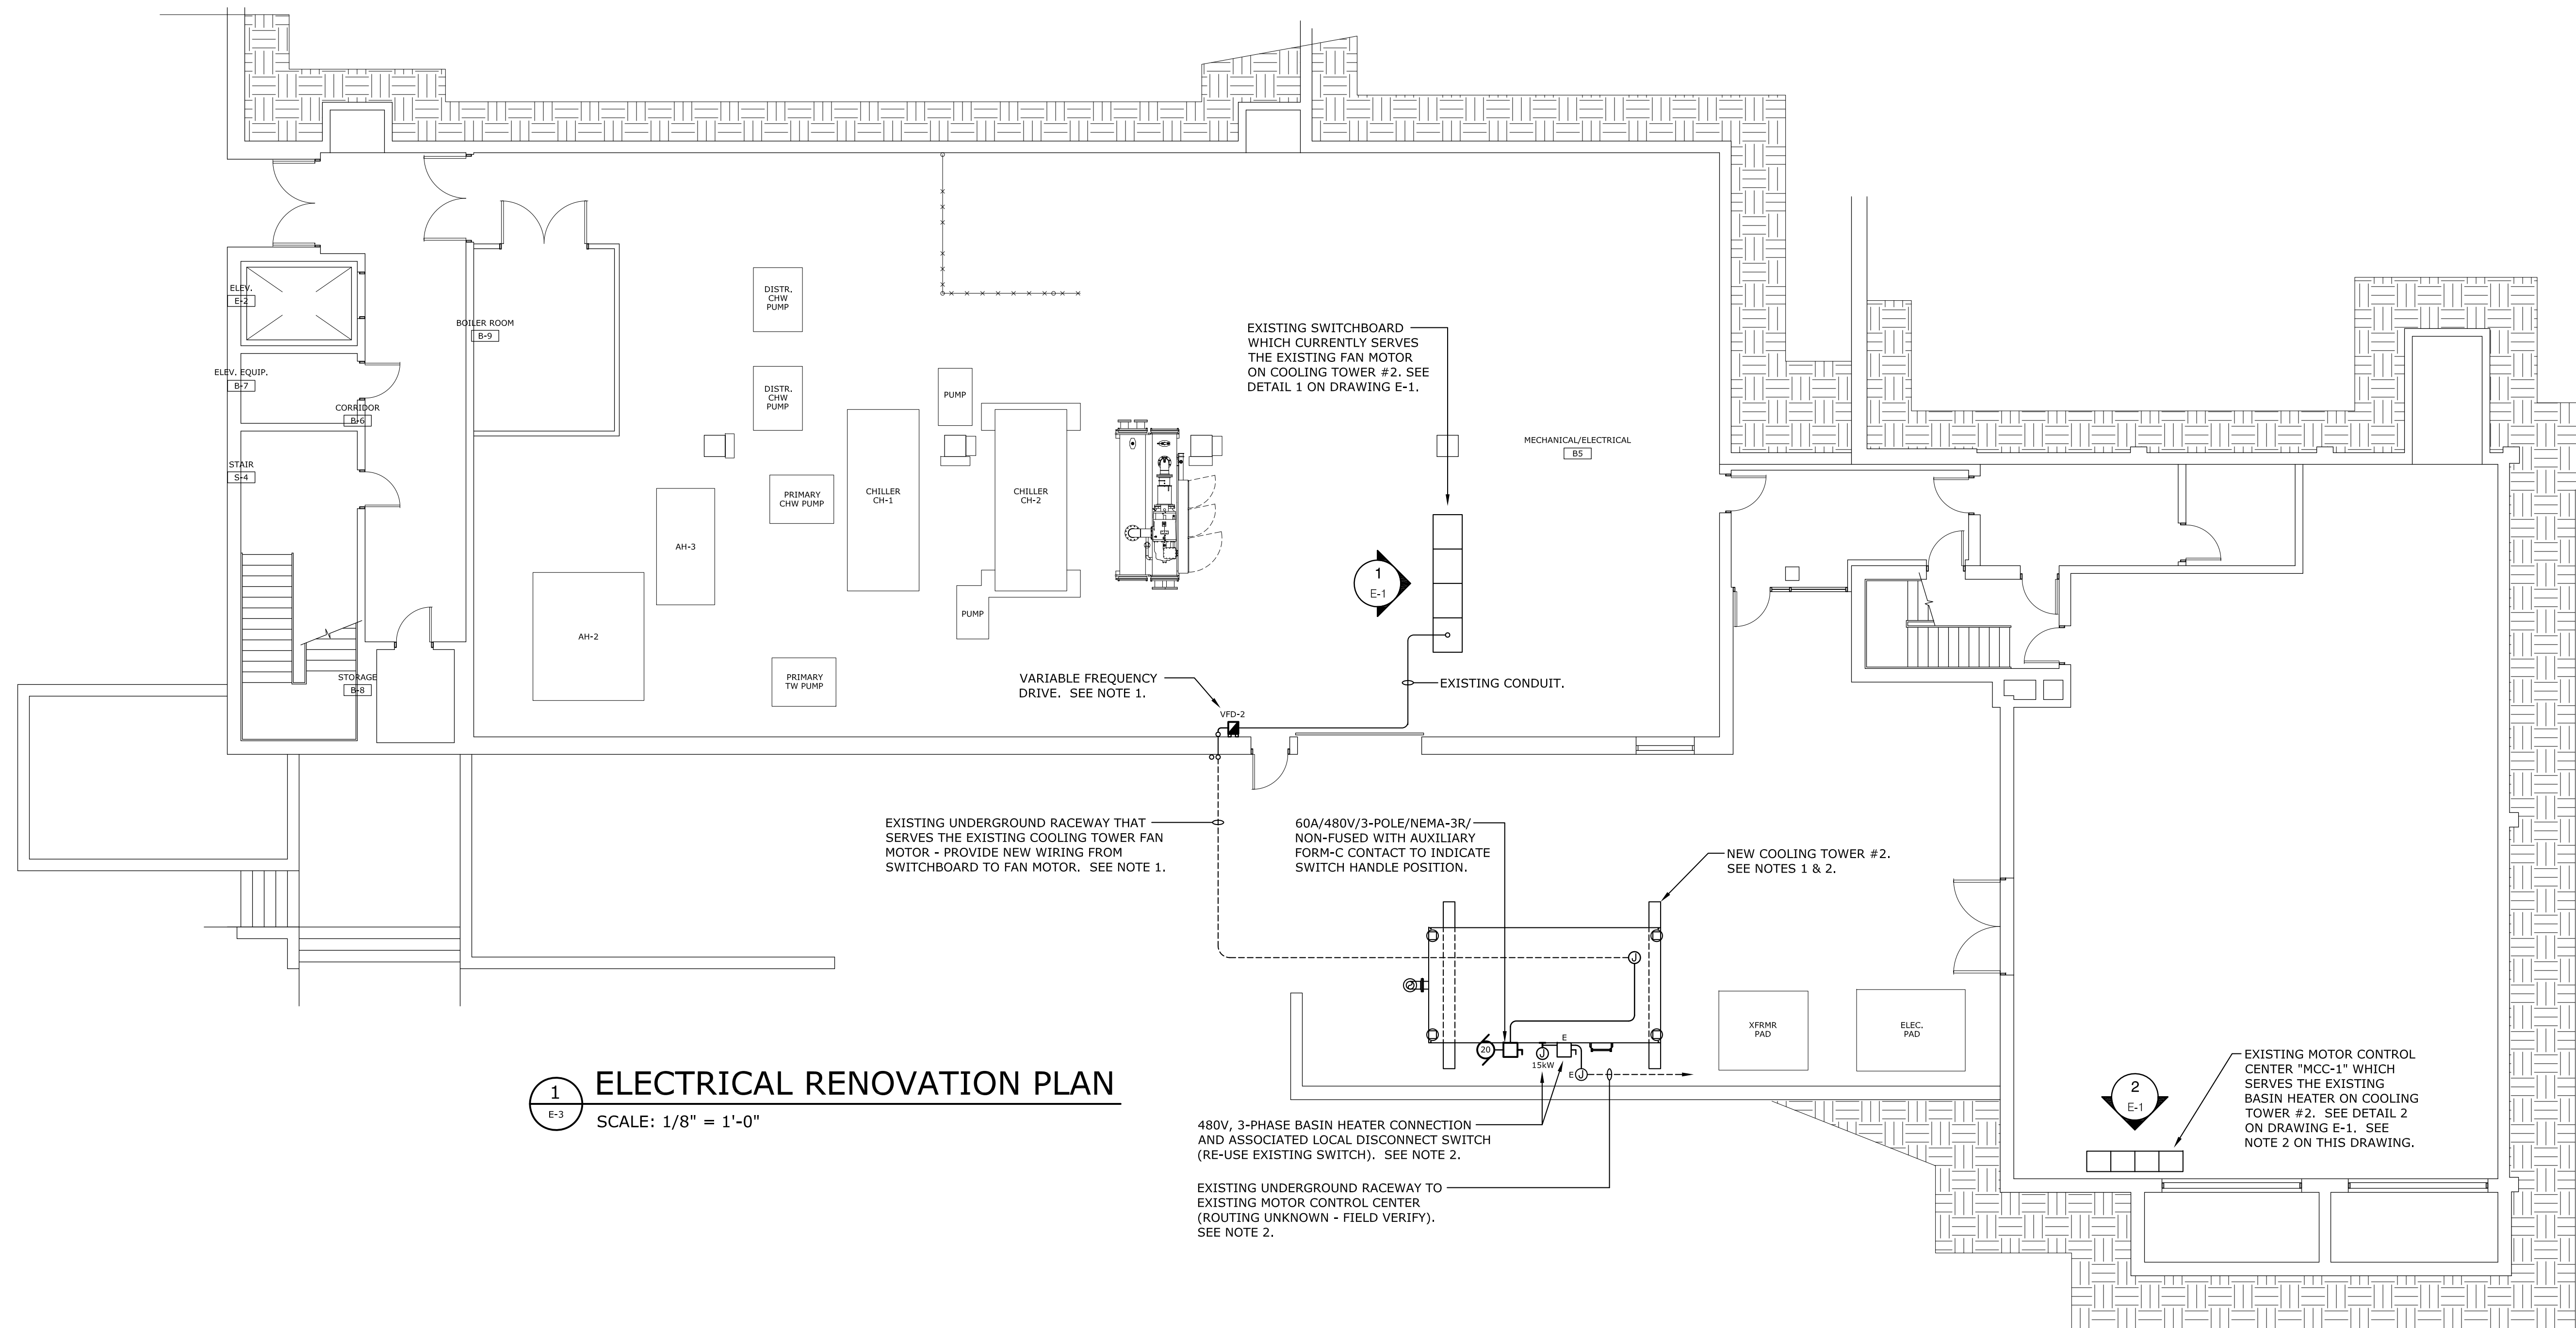 ELEV.
E-2
BOILER ROOM
B-9
ELEV. EQUIP.
B-7
CORRIDOR
B-6
STAIR
S-4
STORAGE
B-8
DISTR.
CHW
PUMP
DISTR.
CHW
PUMP
PUMP
PRIMARY
CHW PUMP
CHILLER
CH-1
CHILLER
CH-2
AH-3
AH-2
PUMP
PRIMARY
TW PUMP
EXISTING SWITCHBOARD
WHICH CURRENTLY SERVES
THE EXISTING FAN MOTOR
ON COOLING TOWER #2. SEE
DETAIL 1 ON DRAWING E-1.
MECHANICAL/ELECTRICAL
B5
1
E-1
VARIABLE FREQUENCY
DRIVE. SEE NOTE 1.
VFD-2
EXISTING CONDUIT.
EXISTING UNDERGROUND RACEWAY THAT
SERVES THE EXISTING COOLING TOWER FAN
MOTOR - PROVIDE NEW WIRING FROM
SWITCHBOARD TO FAN MOTOR. SEE NOTE 1.
60A/480V/3-POLE/NEMA-3R/
NON-FUSED WITH AUXILIARY
FORM-C CONTACT TO INDICATE
SWITCH HANDLE POSITION.
NEW COOLING TOWER #2.
SEE NOTES 1 & 2.
J
20
J
15kW
E
E
J
XFRMR
PAD
ELEC.
PAD
480V, 3-PHASE BASIN HEATER CONNECTION
AND ASSOCIATED LOCAL DISCONNECT SWITCH
(RE-USE EXISTING SWITCH). SEE NOTE 2.
EXISTING UNDERGROUND RACEWAY TO
EXISTING MOTOR CONTROL CENTER
(ROUTING UNKNOWN - FIELD VERIFY).
SEE NOTE 2.
2
E-1
EXISTING MOTOR CONTROL
CENTER "MCC-1" WHICH
SERVES THE EXISTING
BASIN HEATER ON COOLING
TOWER #2. SEE DETAIL 2
ON DRAWING E-1. SEE
NOTE 2 ON THIS DRAWING.
1
E-3
ELECTRICAL RENOVATION PLAN
SCALE: 1/8" = 1'-0"